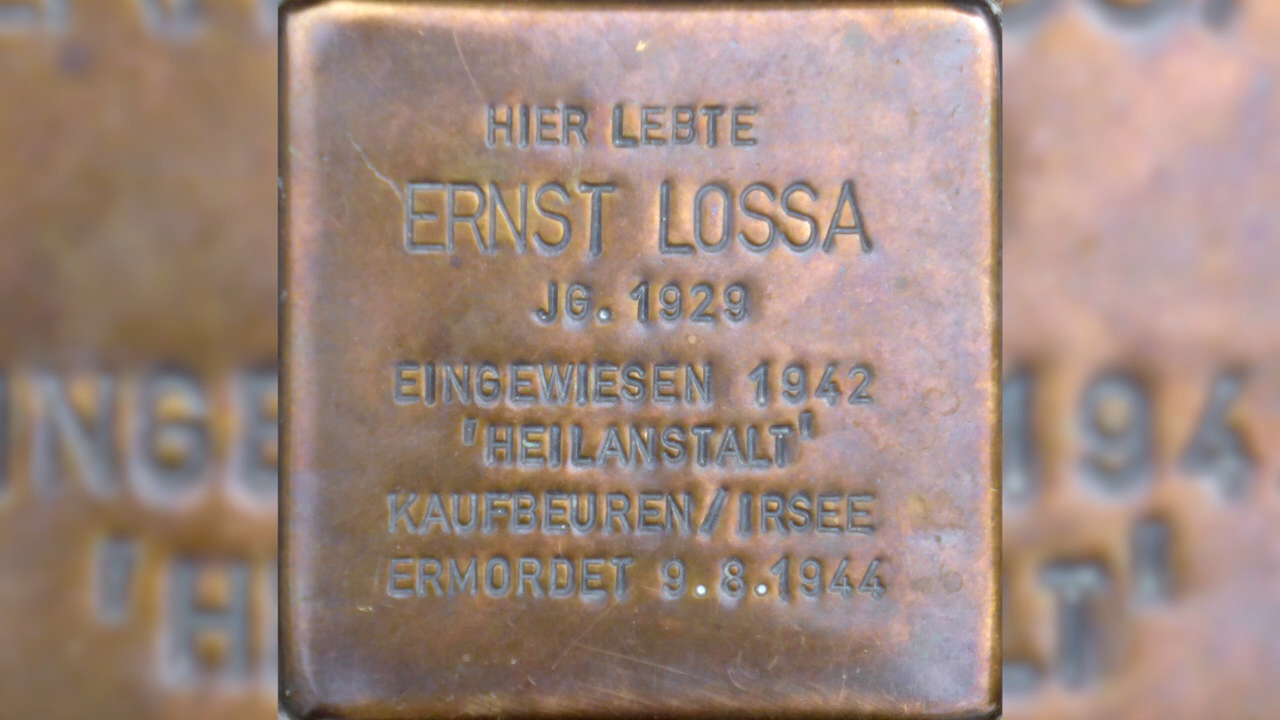 HIER LEBTE
ERNST LOSSA
JG. 1929
EINGEWIESEN 1942
'HEILANSTALT'
KAUFBEUREN/IRSEE
ERMORDET 9.8.1944